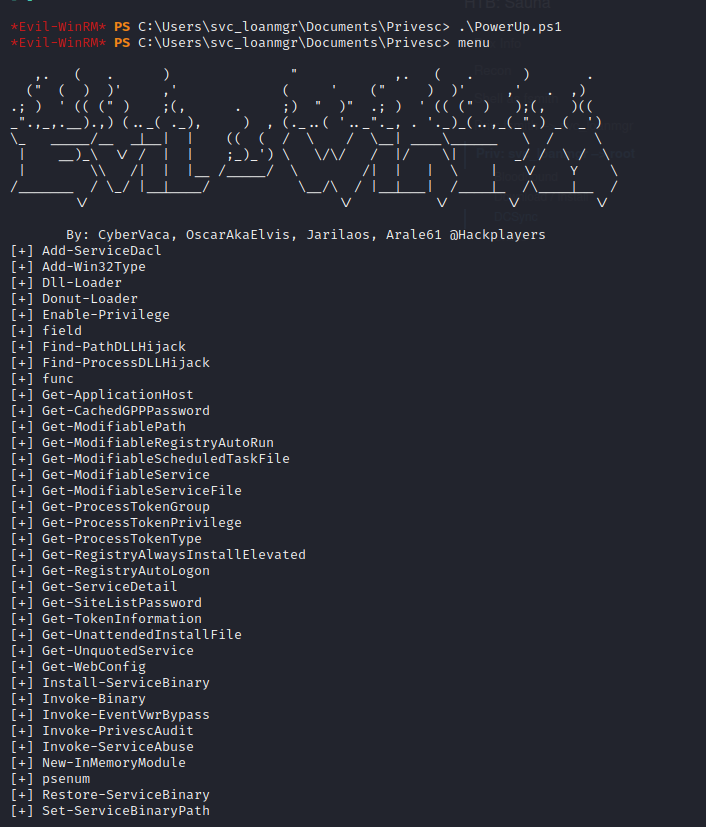 HTB: Sauna
*Evil-WinRM* PS C:\Users\svc_loanmgr\Documents\Privesc> .\PowerUp.ps1
*Evil-WinRM* PS C:\Users\svc_loanmgr\Documents\Privesc> menu
By: CyberVaca, OscarAkaElvis, Jarilaos, Arale61 @Hackplayers
[+] Add-ServiceDacl
[+] Add-Win32Type
[+] Dll-Loader
[+] Donut-Loader
[+] Enable-Privilege
[+] field
[+] Find-PathDLLHijack
[+] Find-ProcessDLLHijack
[+] func
[+] Get-ApplicationHost
[+] Get-CachedGPPPassword
[+] Get-ModifiablePath
[+] Get-ModifiableRegistryAutoRun
[+] Get-ModifiableScheduledTaskFile
[+] Get-ModifiableService
[+] Get-ModifiableServiceFile
[+] Get-ProcessTokenGroup
[+] Get-ProcessTokenPrivilege
[+] Get-ProcessTokenType
[+] Get-RegistryAlwaysInstallElevated
[+] Get-RegistryAutoLogon
[+] Get-ServiceDetail
[+] Get-SiteListPassword
[+] Get-TokenInformation
[+] Get-UnattendedInstallFile
[+] Get-UnquotedService
[+] Get-WebConfig
[+] Install-ServiceBinary
[+] Invoke-Binary
[+] Invoke-EventVwrBypass
[+] Invoke-PrivescAudit
[+] Invoke-ServiceAbuse
[+] New-InMemoryModule
[+] psenum
[+] Restore-ServiceBinary
[+] Set-ServiceBinaryPath